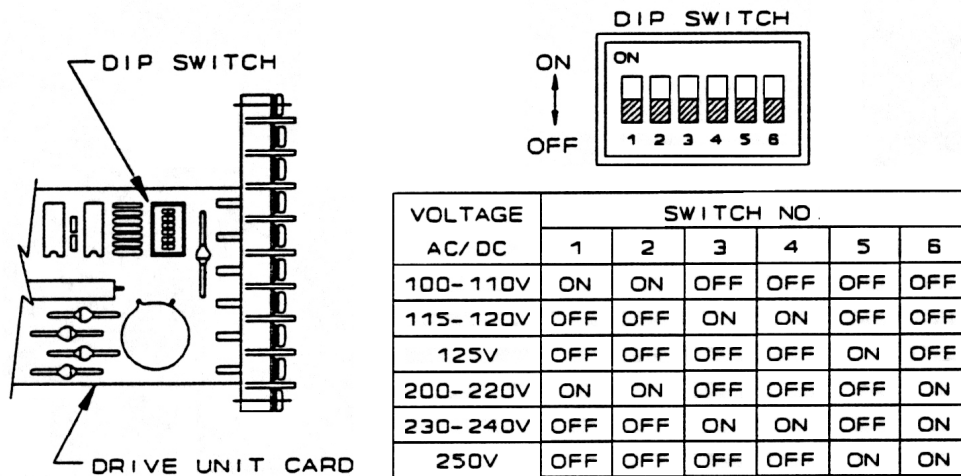 DIP SWITCH
DRIVE UNIT CARD
DIP SWITCH
ON
OFF
ON
1 2 3 4 5 6
VOLTAGE AC/DC SWITCH NO.
1 2 3 4 5 6
100-110V ON ON OFF OFF OFF OFF
115-120V OFF OFF ON ON OFF OFF
125V OFF OFF OFF OFF ON OFF
200-220V ON ON OFF OFF OFF ON
230-240V OFF OFF ON ON OFF ON
250V OFF OFF OFF OFF ON ON